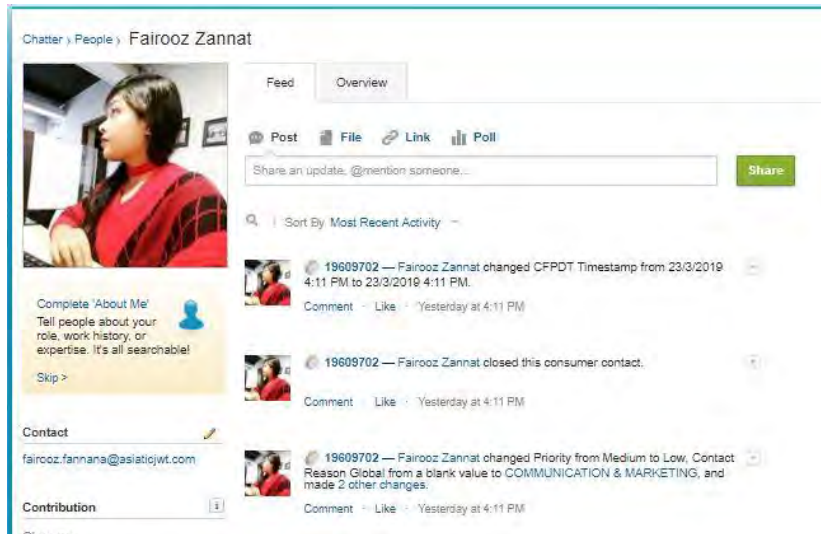 Chatter › People › Fairooz Zannat
Feed Overview
Post File Link Poll
Share an update, @mention someone...
Share
Sort By Most Recent Activity
19609702 — Fairooz Zannat changed CFPDT Timestamp from 23/3/2019
4:11 PM to 23/3/2019 4:11 PM.
Comment · Like · Yesterday at 4:11 PM
Complete 'About Me'
Tell people about your
role, work history, or
expertise. It's all searchable!
Skip >
19609702 — Fairooz Zannat closed this consumer contact.
Comment · Like · Yesterday at 4:11 PM
Contact
fairooz.fannana@asiaticjwt.com
19609702 — Fairooz Zannat changed Priority from Medium to Low, Contact
Reason Global from a blank value to COMMUNICATION & MARKETING, and
made 2 other changes.
Comment · Like · Yesterday at 4:11 PM
Contribution